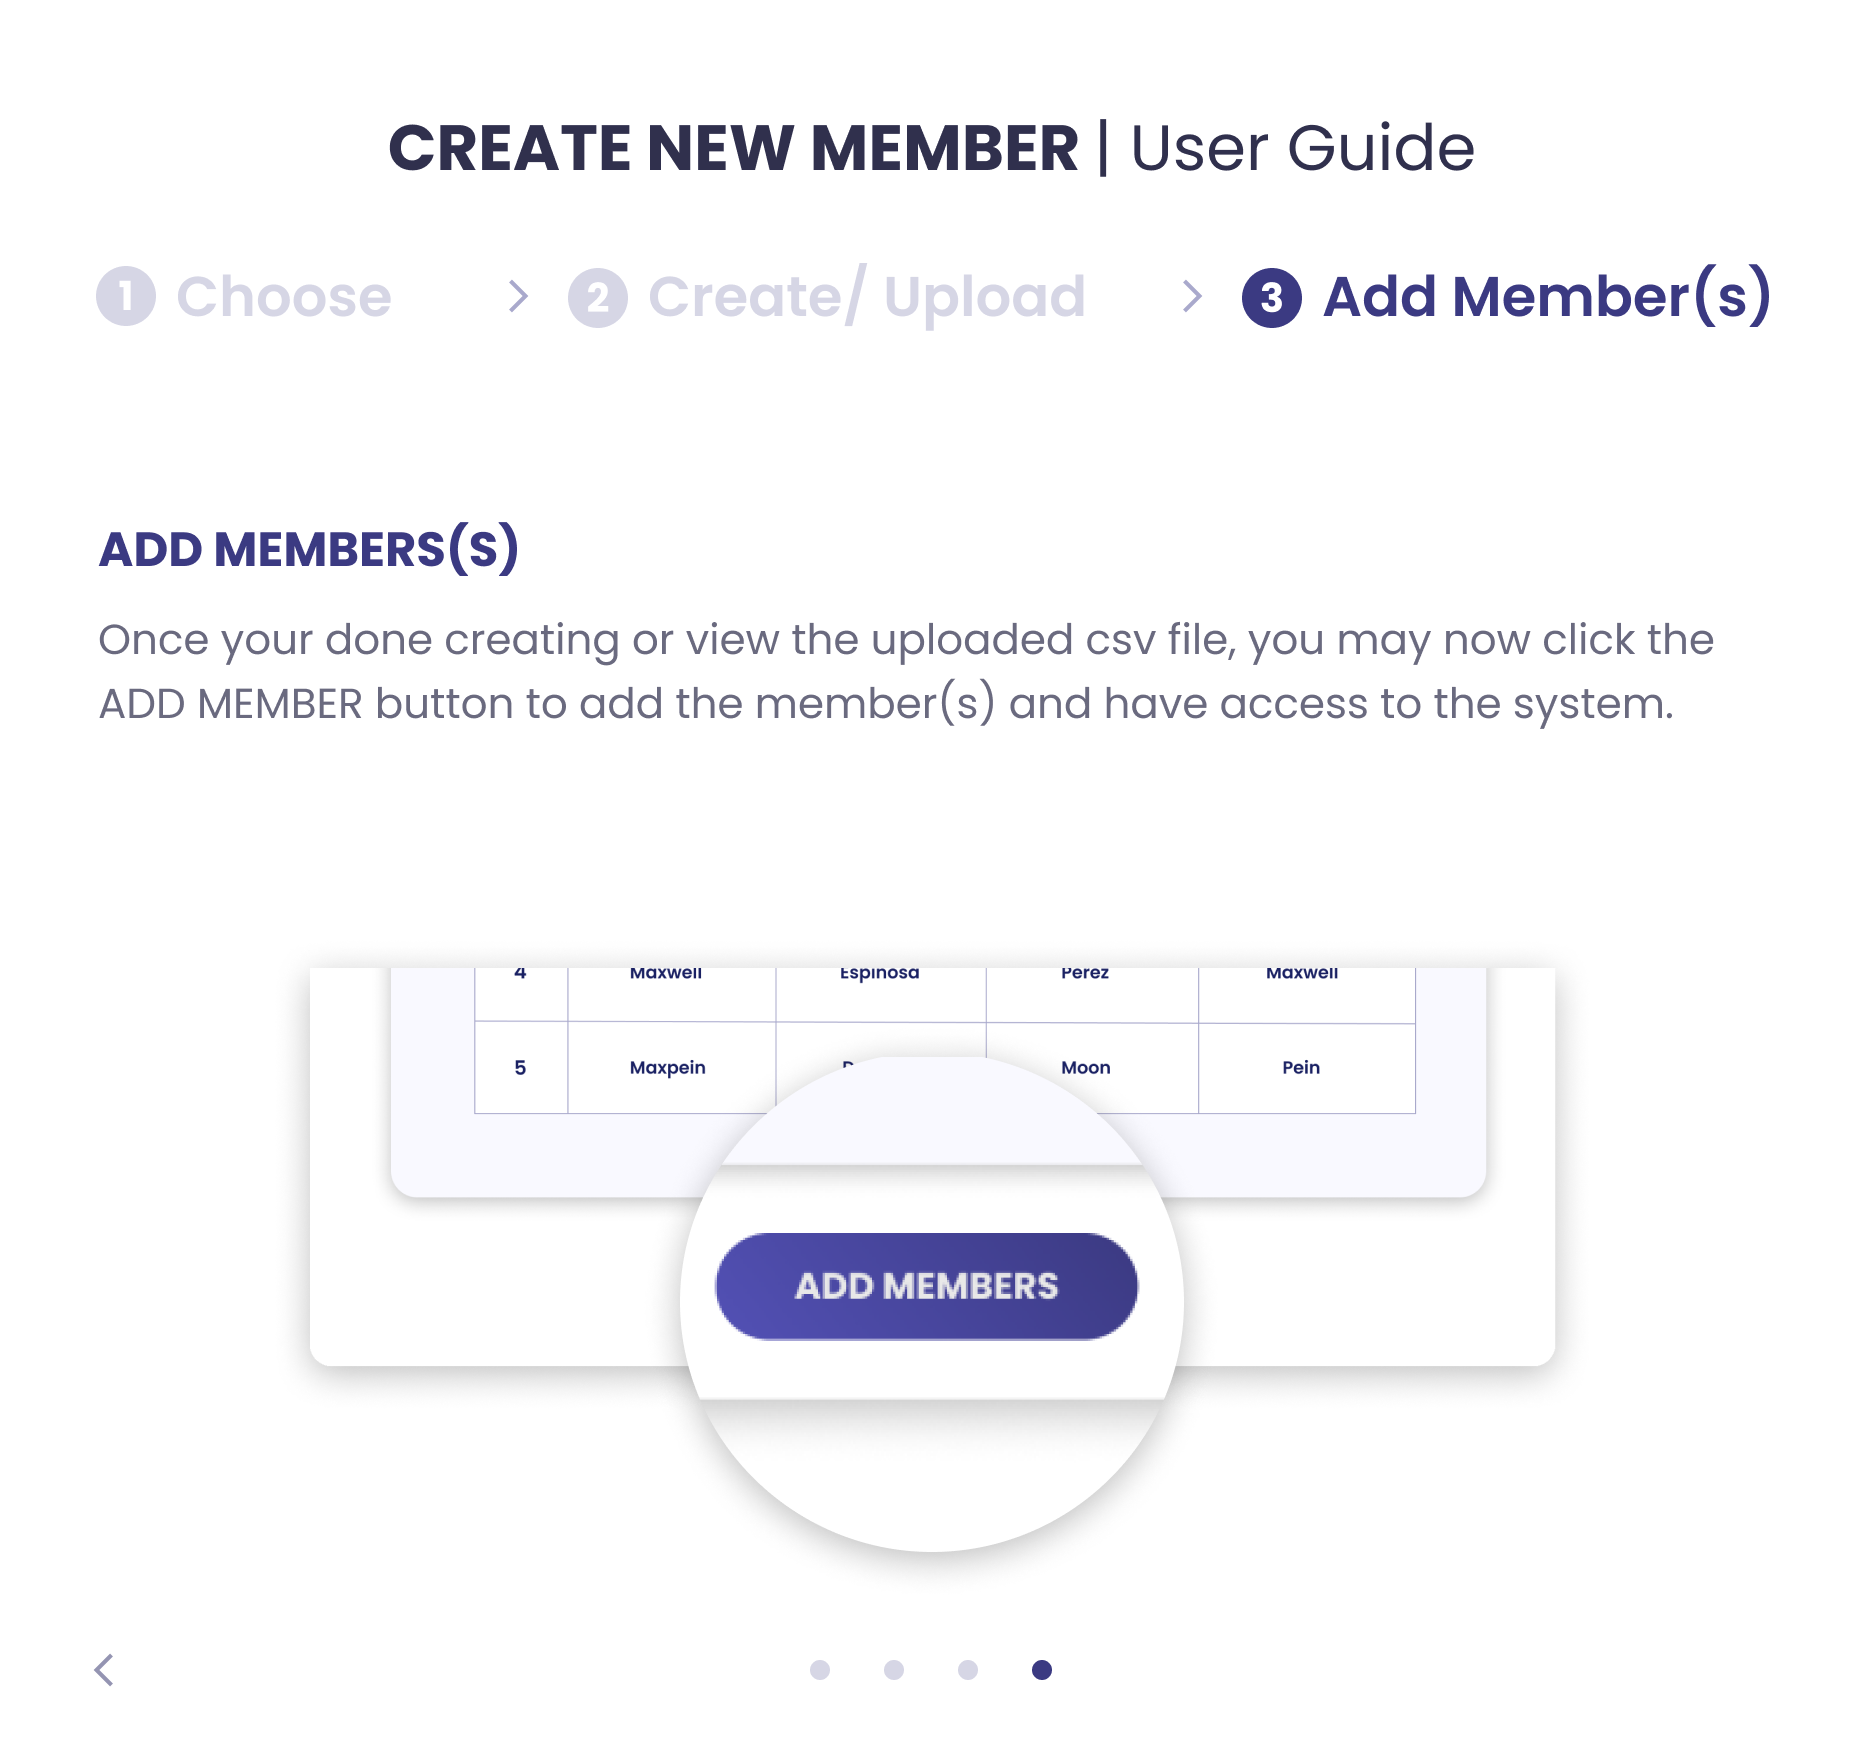 CREATE NEW MEMBER | User Guide
1 Choose > 2 Create/ Upload > 3 Add Member(s)
ADD MEMBERS(S)
Once your done creating or view the uploaded csv file, you may now click the
ADD MEMBER button to add the member(s) and have access to the system.
4 Maxwell Espinosa Perez Maxwell
5 Maxpein Moon Pein
ADD MEMBERS